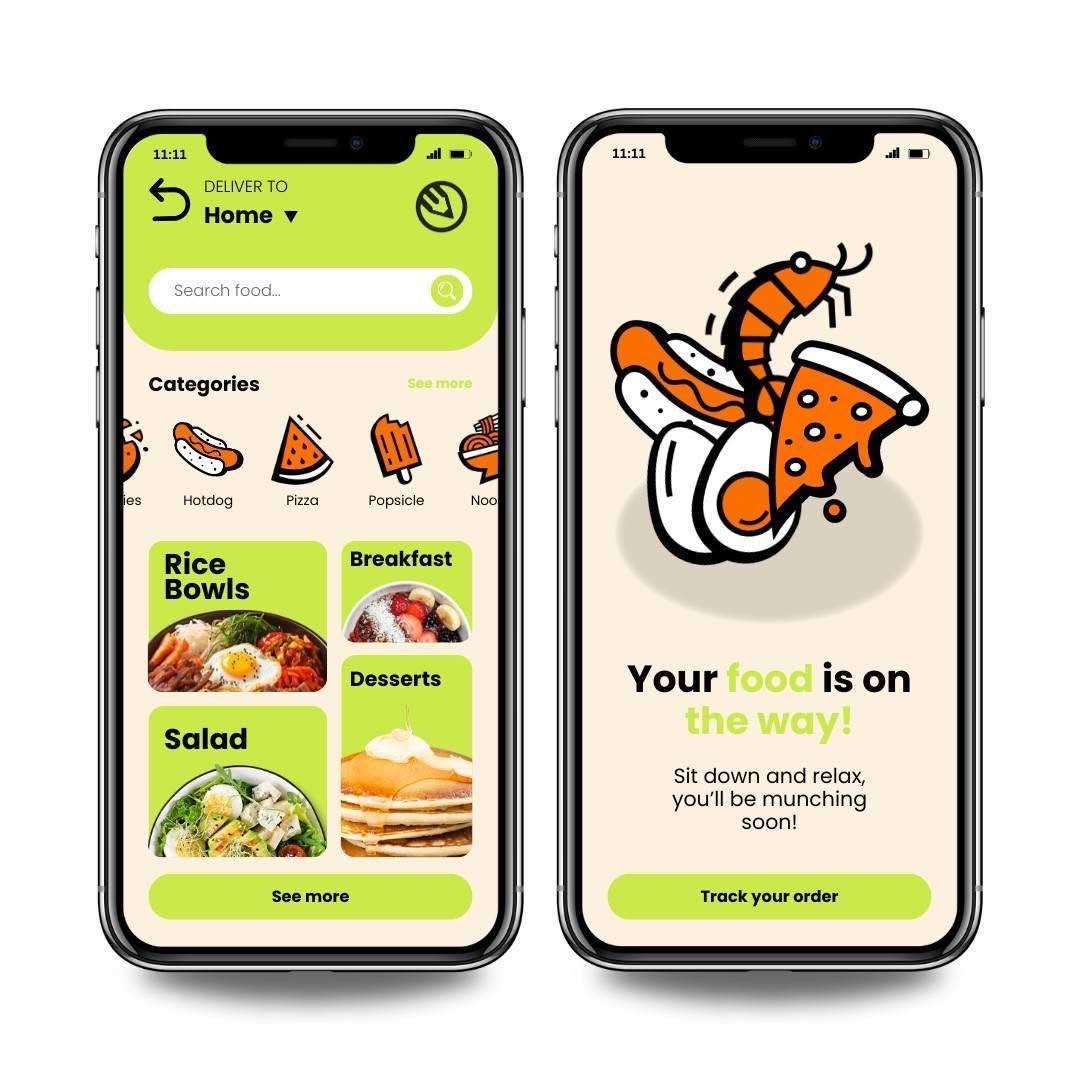 11:11
DELIVER TO
Home
Search food...
Categories
See more
ies
Hotdog
Pizza
Popsicle
Noo
Rice
Bowls
Breakfast
Desserts
Salad
See more
11:11
Your food is on
the way!
Sit down and relax,
you'll be munching
soon!
Track your order